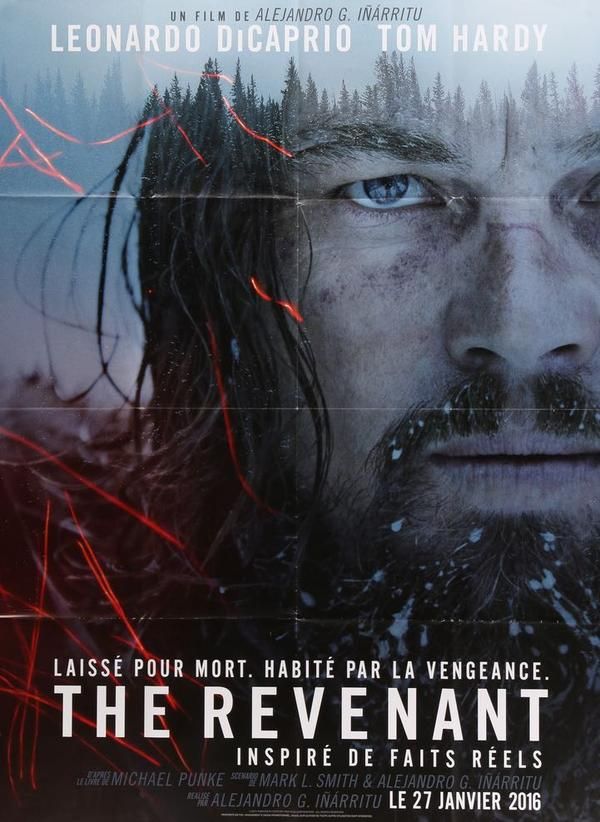 UN FILM DE ALEJANDRO G. IÑÁRRITU
LEONARDO DiCAPRIO TOM HARDY
LAISSÉ POUR MORT. HABITÉ PAR LA VENGEANCE.
THE REVENANT
INSPIRÉ DE FAITS RÉELS
D'APRÈS LE LIVRE DE MICHAEL PUNKE SCENARIO DE MARK L. SMITH & ALEJANDRO G. IÑÁRRITU
RÉALISÉ PAR ALEJANDRO G. IÑÁRRITU LE 27 JANVIER 2016